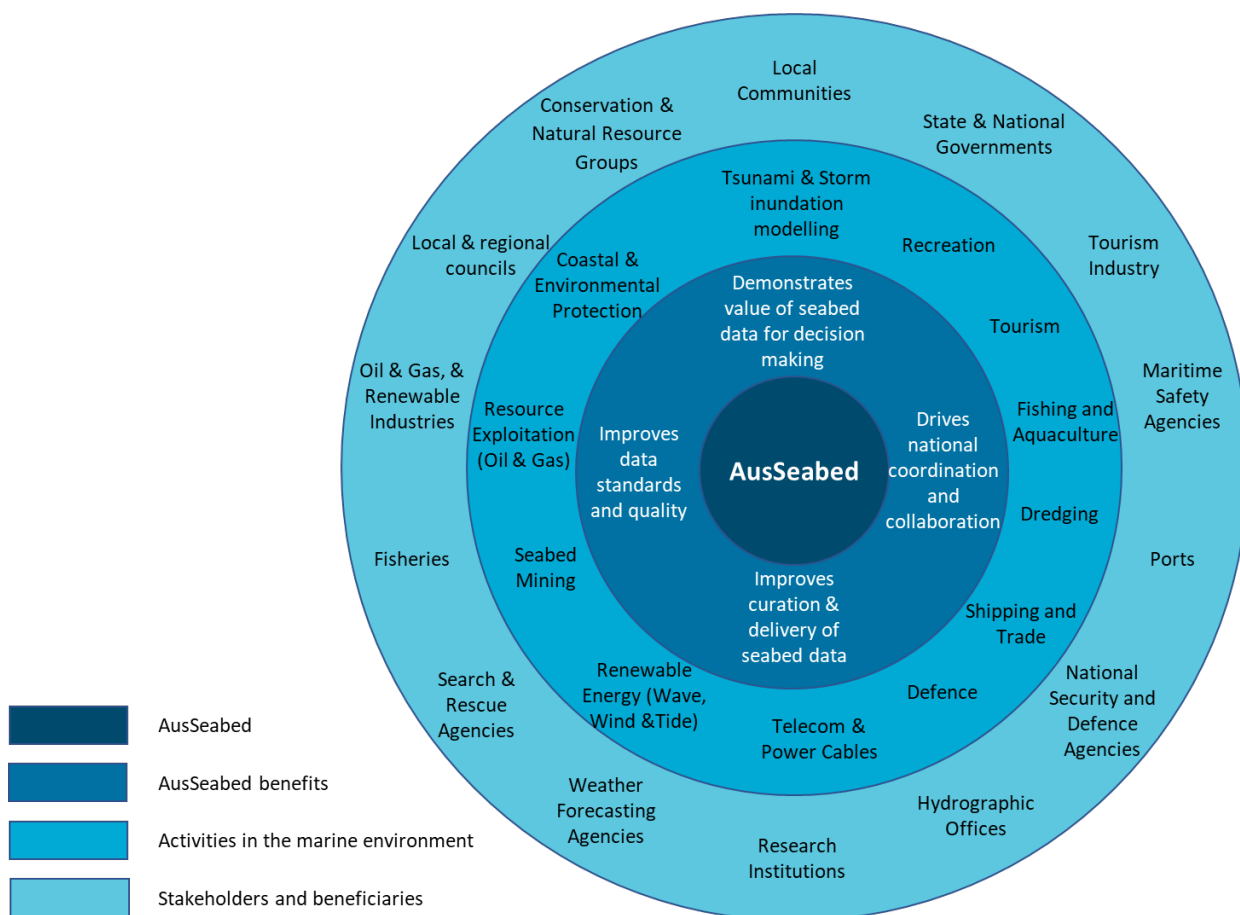 Local
Communities
Conservation &
Natural Resource
Groups
State & National
Governments
Tsunami & Storm
inundation
modelling
Recreation
Local & regional
councils
Coastal &
Environmental
Protection
Tourism
Industry
Demonstrates
value of seabed
data for decision
making
Tourism
Oil & Gas, &
Renewable
Industries
Resource
Exploitation
(Oil & Gas)
Improves
data
standards
and quality
AusSeabed
Drives
national
coordination
and
collaboration
Fishing and
Aquaculture
Maritime
Safety
Agencies
Dredging
Fisheries
Seabed
Mining
Improves
curation &
delivery of
seabed data
Shipping and
Trade
Ports
Search &
Rescue
Agencies
Renewable
Energy (Wave,
Wind &Tide)
Telecom &
Power Cables
Defence
National
Security and
Defence
Agencies
Weather
Forecasting
Agencies
Research
Institutions
Hydrographic
Offices
AusSeabed
AusSeabed benefits
Activities in the marine environment
Stakeholders and beneficiaries